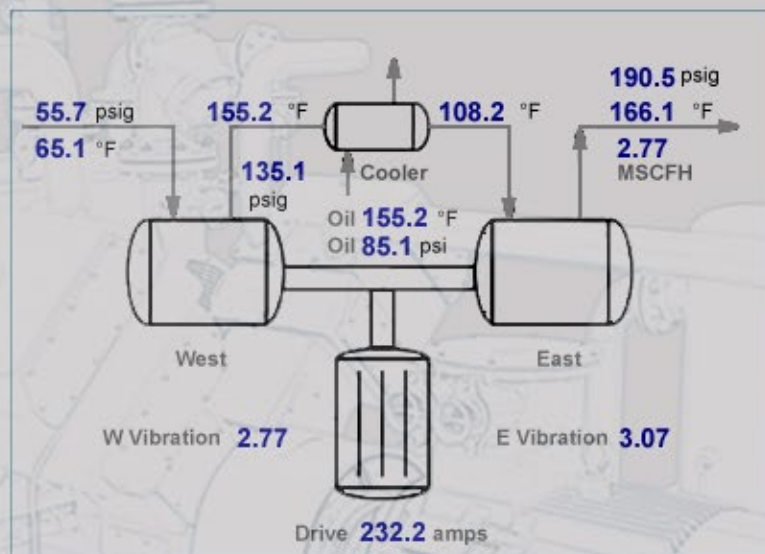 190.5 psig
55.7 psig 155.2 °F 108.2 °F 166.1 °F
65.1 °F 2.77
135.1 Cooler MSCFH
psig
Oil 155.2 °F
Oil 85.1 psi
West East
W Vibration 2.77 E Vibration 3.07
Drive 232.2 amps